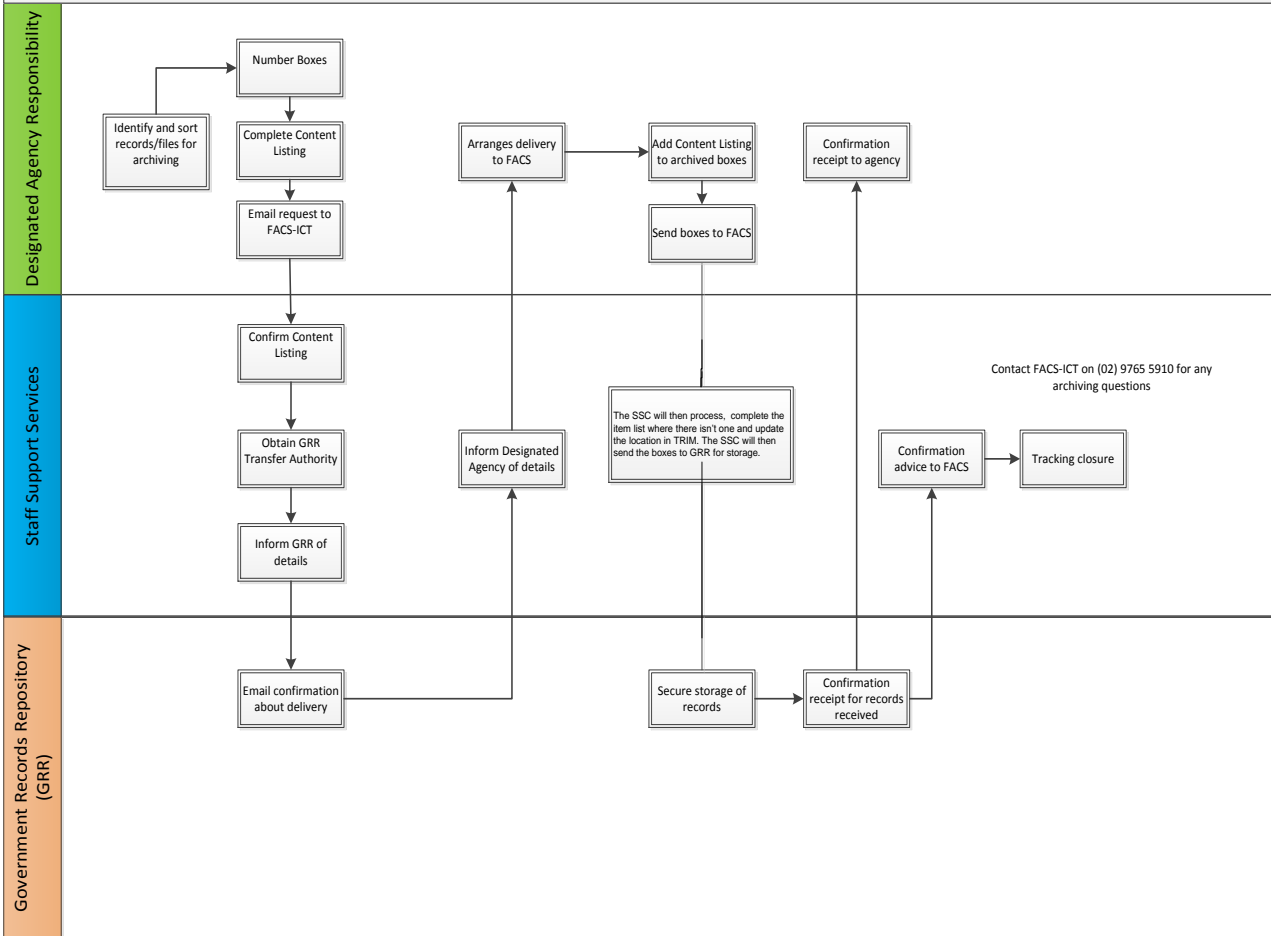 Designated Agency Responsibility
Number Boxes
Identify and sort
records/files for
archiving
Complete Content
Listing
Email request to
FACS-ICT
Arranges delivery
to FACS
Add Content Listing
to archived boxes
Send boxes to FACS
Confirmation
receipt to agency
Staff Support Services
Confirm Content
Listing
Obtain GRR
Transfer Authority
Inform GRR of
details
Inform Designated
Agency of details
The SSC will then process, complete the
item list where there isn't one and update
the location in TRIM. The SSC will then
send the boxes to GRR for storage.
Contact FACS-ICT on (02) 9765 5910 for any
archiving questions
Confirmation
advice to FACS
Tracking closure
Government Records Repository
(GRR)
Email confirmation
about delivery
Secure storage of
records
Confirmation
receipt for records
received